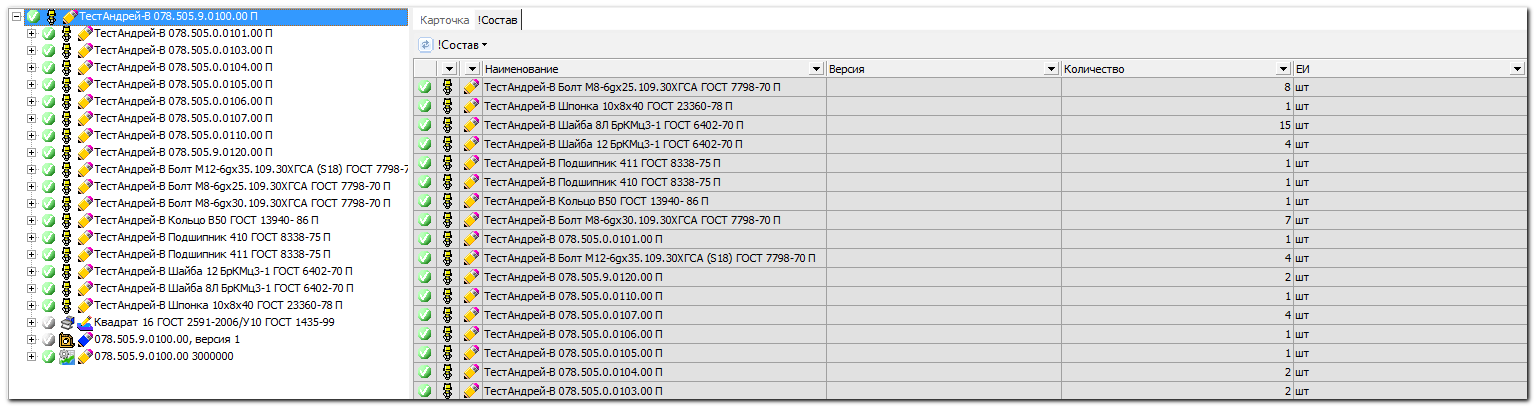 ТестАндрей-В 078.505.9.0100.00 П
ТестАндрей-В 078.505.0.0101.00 П
ТестАндрей-В 078.505.0.0103.00 П
ТестАндрей-В 078.505.0.0104.00 П
ТестАндрей-В 078.505.0.0105.00 П
ТестАндрей-В 078.505.0.0106.00 П
ТестАндрей-В 078.505.0.0107.00 П
ТестАндрей-В 078.505.0.0110.00 П
ТестАндрей-В 078.505.9.0120.00 П
ТестАндрей-В Болт М12-6gх35.109.30ХГСА (S18) ГОСТ 7798-7
ТестАндрей-В Болт М8-6gх25.109.30ХГСА ГОСТ 7798-70 П
ТестАндрей-В Болт М8-6gх30.109.30ХГСА ГОСТ 7798-70 П
ТестАндрей-В Кольцо В50 ГОСТ 13940- 86 П
ТестАндрей-В Подшипник 410 ГОСТ 8338-75 П
ТестАндрей-В Подшипник 411 ГОСТ 8338-75 П
ТестАндрей-В Шайба 12 БрКМц3-1 ГОСТ 6402-70 П
ТестАндрей-В Шайба 8Л БрКМц3-1 ГОСТ 6402-70 П
ТестАндрей-В Шпонка 10х8х40 ГОСТ 23360-78 П
Квадрат 16 ГОСТ 2591-2006/У10 ГОСТ 1435-99
078.505.9.0100.00, версия 1
078.505.9.0100.00 3000000
Карточка !Состав
!Состав
Наименование Версия Количество ЕИ
ТестАндрей-В Болт М8-6gх25.109.30ХГСА ГОСТ 7798-70 П 8 шт
ТестАндрей-В Шпонка 10х8х40 ГОСТ 23360-78 П 1 шт
ТестАндрей-В Шайба 8Л БрКМц3-1 ГОСТ 6402-70 П 15 шт
ТестАндрей-В Шайба 12 БрКМц3-1 ГОСТ 6402-70 П 4 шт
ТестАндрей-В Подшипник 411 ГОСТ 8338-75 П 1 шт
ТестАндрей-В Подшипник 410 ГОСТ 8338-75 П 1 шт
ТестАндрей-В Кольцо В50 ГОСТ 13940- 86 П 1 шт
ТестАндрей-В Болт М8-6gх30.109.30ХГСА ГОСТ 7798-70 П 7 шт
ТестАндрей-В 078.505.0.0101.00 П 1 шт
ТестАндрей-В Болт М12-6gх35.109.30ХГСА (S18) ГОСТ 7798-70 П 4 шт
ТестАндрей-В 078.505.9.0120.00 П 2 шт
ТестАндрей-В 078.505.0.0110.00 П 1 шт
ТестАндрей-В 078.505.0.0107.00 П 4 шт
ТестАндрей-В 078.505.0.0106.00 П 1 шт
ТестАндрей-В 078.505.0.0105.00 П 1 шт
ТестАндрей-В 078.505.0.0104.00 П 2 шт
ТестАндрей-В 078.505.0.0103.00 П 2 шт